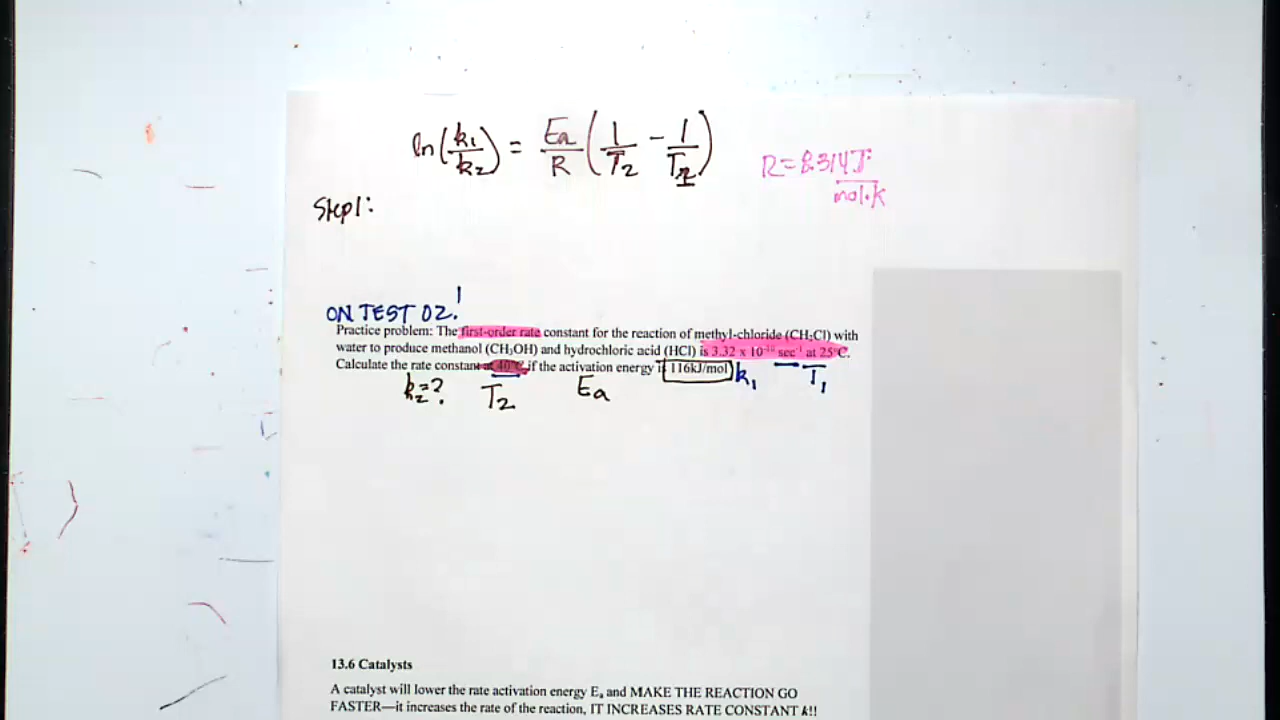 ln(k₁/k₂) = Ea/R (1/T₂ - 1/T₁)
R = 8.314 J/mol·K
Step 1:
ON TEST 02!
Practice problem: The first-order rate constant for the reaction of methyl-chloride (CH₃Cl) with
water to produce methanol (CH₃OH) and hydrochloric acid (HCl) is 3.32 x 10⁻¹⁰ sec⁻¹ at 25°C.
Calculate the rate constant at 40°C if the activation energy is 116kJ/mol
k₂=? T₂ Ea k₁ T₁
13.6 Catalysts
A catalyst will lower the rate activation energy Eₐ and MAKE THE REACTION GO
FASTER—it increases the rate of the reaction, IT INCREASES RATE CONSTANT k!!